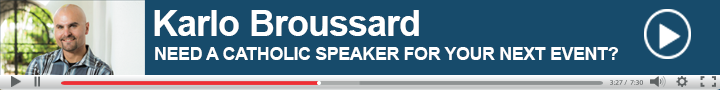 Karlo Broussard
NEED A CATHOLIC SPEAKER FOR YOUR NEXT EVENT?
3:27 / 7:30